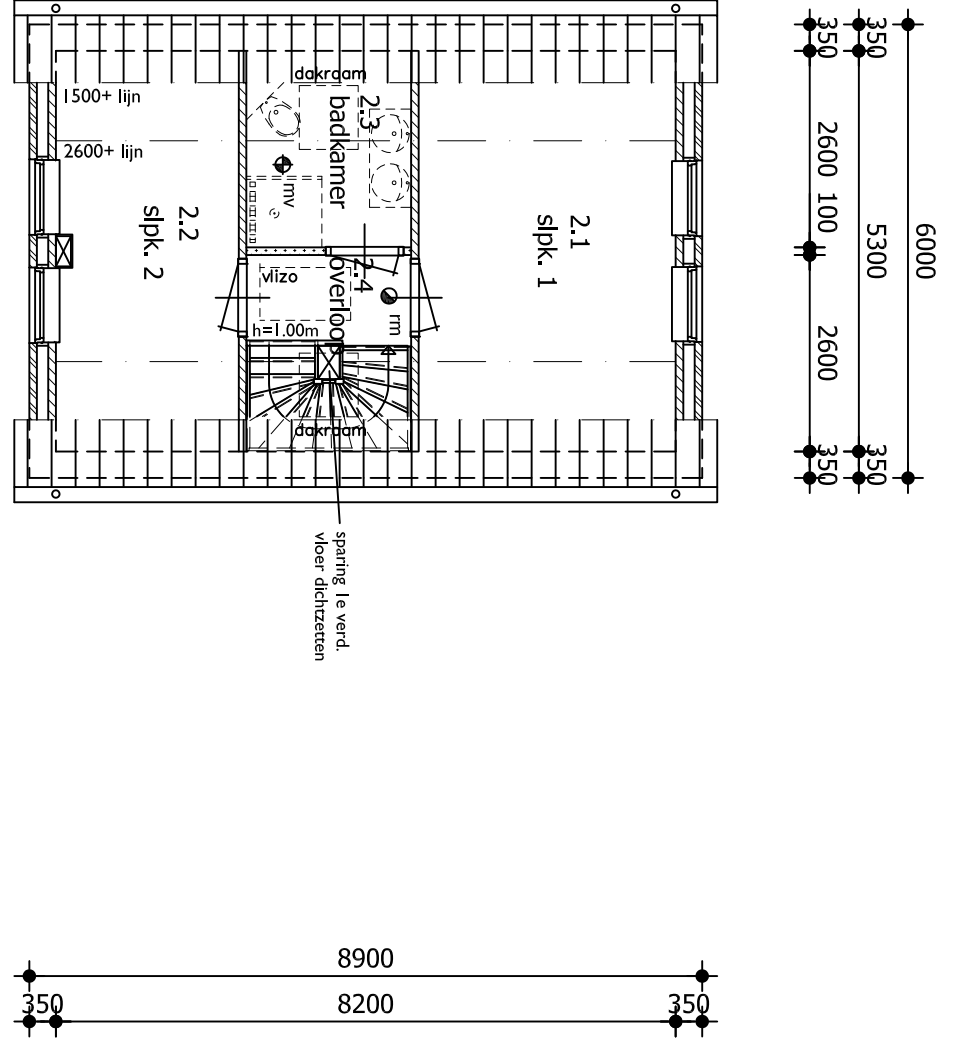 dakraam
1500+ lijn
2600+ lijn
2.3
badkamer
mv
2.2
slpk. 2
2.1
slpk. 1
vlizo
2.4
overloop
rm
h=1.00m
dakraam
sparing 1e verd.
vloer dichtzetten
350
2600
100
2600
350
350
5300
350
6000
8900
350
8200
350